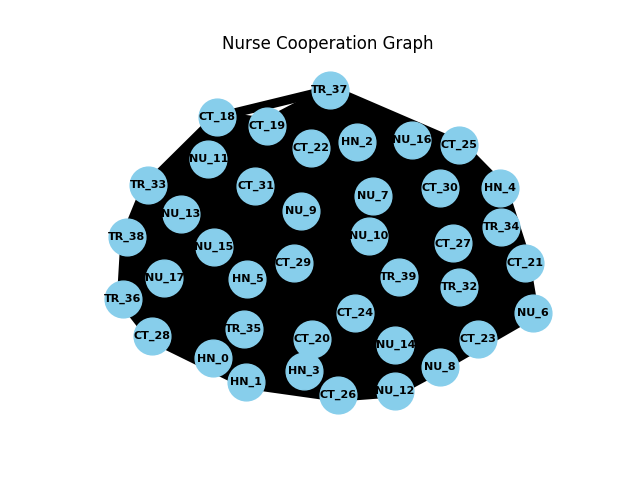 Nurse Cooperation Graph
TR_37
CT_18
CT_19
NU_16
HN_2
CT_25
CT_22
NU_11
TR_33
CT_31
CT_30
HN_4
NU_7
NU_9
NU_13
TR_34
TR_38
NU_10
CT_27
NU_15
CT_29
CT_21
NU_17
HN_5
TR_39
TR_32
TR_36
CT_24
NU_6
TR_35
CT_28
CT_20
CT_23
NU_14
HN_0
NU_8
HN_3
HN_1
NU_12
CT_26